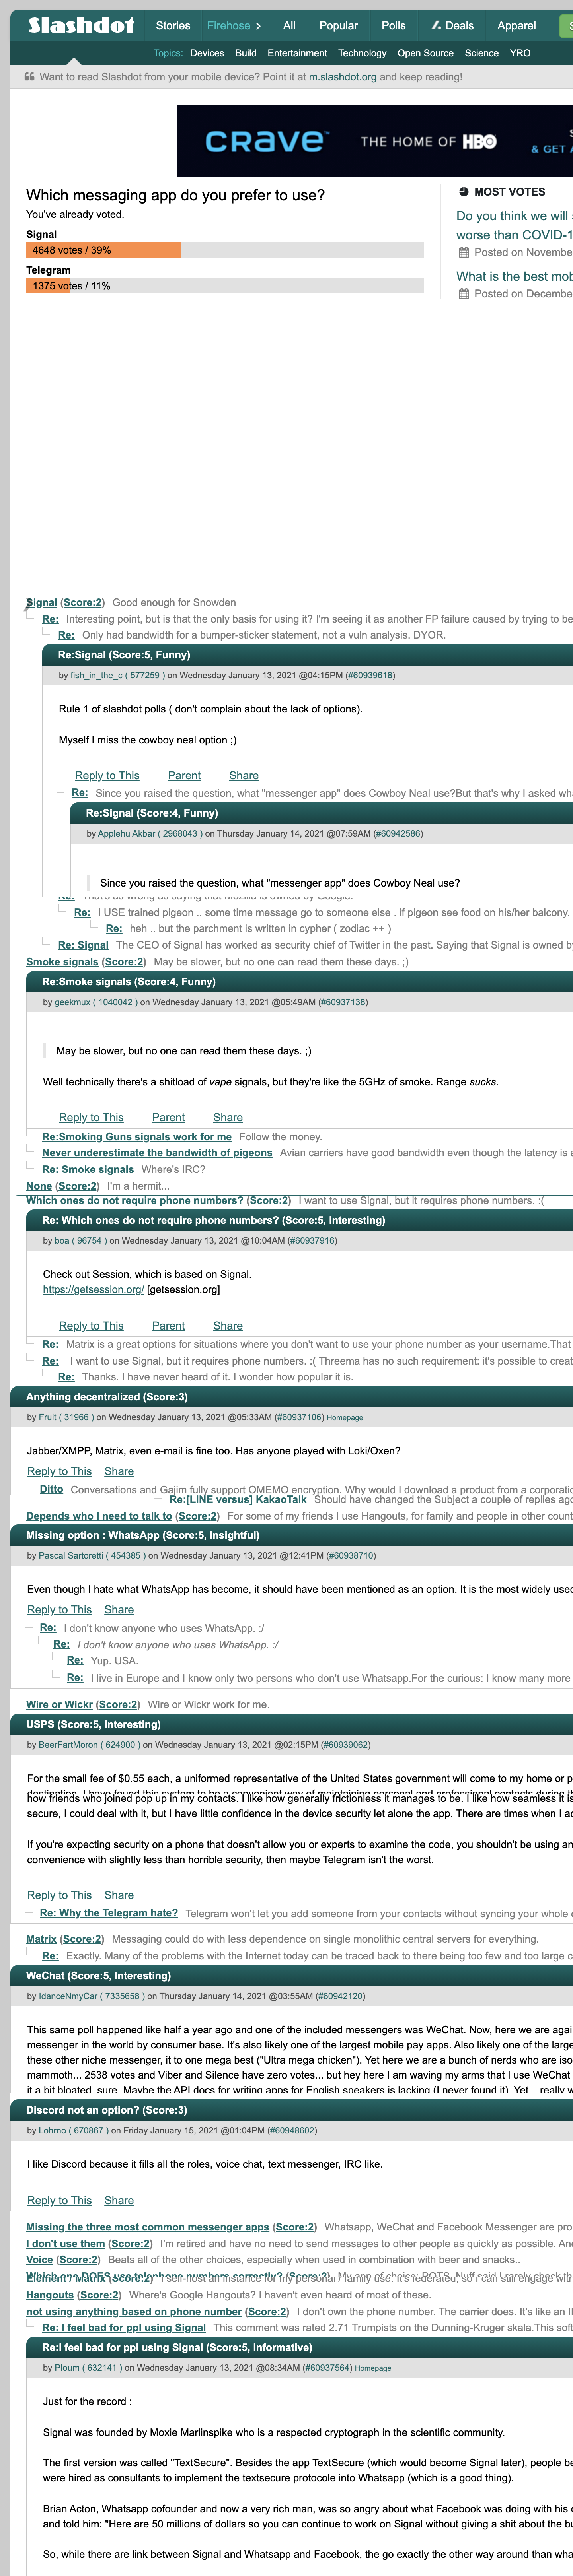 Slashdot Stories Firehose > All Popular Polls Deals Apparel
Topics: Devices Build Entertainment Technology Open Source Science YRO
Want to read Slashdot from your mobile device? Point it at m.slashdot.org and keep reading!
crave™ THE HOME OF HBO
& GET
Which messaging app do you prefer to use?
You've already voted.
Signal
4648 votes / 39%
Telegram
1375 votes / 11%
MOST VOTES
Do you think we will
worse than COVID-1
Posted on Novembe
What is the best mob
Posted on Decembe
Signal (Score:2) Good enough for Snowden
Re: Interesting point, but is that the only basis for using it? I'm seeing it as another FP failure caused by trying to be
Re: Only had bandwidth for a bumper-sticker statement, not a vuln analysis. DYOR.
Re:Signal (Score:5, Funny)
by fish_in_the_c ( 577259 ) on Wednesday January 13, 2021 @04:15PM (#60939618)
Rule 1 of slashdot polls ( don't complain about the lack of options).
Myself I miss the cowboy neal option ;)
Reply to This Parent Share
Re: Since you raised the question, what "messenger app" does Cowboy Neal use?But that's why I asked wh
Re:Signal (Score:4, Funny)
by Applehu Akbar ( 2968043 ) on Thursday January 14, 2021 @07:59AM (#60942586)
Since you raised the question, what "messenger app" does Cowboy Neal use?
Re: That's as wrong as saying that Mozilla is owned by Google.
Re: I USE trained pigeon .. some time message go to someone else . if pigeon see food on his/her balcony.
Re: heh .. but the parchment is written in cypher ( zodiac ++ )
Re: Signal The CEO of Signal has worked as security chief of Twitter in the past. Saying that Signal is owned by
Smoke signals (Score:2) May be slower, but no one can read them these days. ;)
Re:Smoke signals (Score:4, Funny)
by geekmux ( 1040042 ) on Wednesday January 13, 2021 @05:49AM (#60937138)
May be slower, but no one can read them these days. ;)
Well technically there's a shitload of vape signals, but they're like the 5GHz of smoke. Range sucks.
Reply to This Parent Share
Re:Smoking Guns signals work for me Follow the money.
Never underestimate the bandwidth of pigeons Avian carriers have good bandwidth even though the latency is a
Re: Smoke signals Where's IRC?
None (Score:2) I'm a hermit...
Which ones do not require phone numbers? (Score:2) I want to use Signal, but it requires phone numbers. :(
Re: Which ones do not require phone numbers? (Score:5, Interesting)
by boa ( 96754 ) on Wednesday January 13, 2021 @10:04AM (#60937916)
Check out Session, which is based on Signal.
https://getsession.org/ [getsession.org]
Reply to This Parent Share
Re: Matrix is a great options for situations where you don't want to use your phone number as your username.That
Re: I want to use Signal, but it requires phone numbers. :( Threema has no such requirement: it's possible to creat
Re: Thanks. I have never heard of it. I wonder how popular it is.
Anything decentralized (Score:3)
by Fruit ( 31966 ) on Wednesday January 13, 2021 @05:33AM (#60937106) Homepage
Jabber/XMPP, Matrix, even e-mail is fine too. Has anyone played with Loki/Oxen?
Reply to This Share
Ditto Conversations and Gajim fully support OMEMO encryption. Why would I download a product from a corporatio
Re:[LINE versus] KakaoTalk Should have changed the Subject a couple of replies ago
Depends who I need to talk to (Score:2) For some of my friends I use Hangouts, for family and people in other count
Missing option : WhatsApp (Score:5, Insightful)
by Pascal Sartoretti ( 454385 ) on Wednesday January 13, 2021 @12:41PM (#60938710)
Even though I hate what WhatsApp has become, it should have been mentioned as an option. It is the most widely used
Reply to This Share
Re: I don't know anyone who uses WhatsApp. :/
Re: I don't know anyone who uses WhatsApp. :/
Re: Yup. USA.
Re: I live in Europe and I know only two persons who don't use Whatsapp.For the curious: I know many more
Wire or Wickr (Score:2) Wire or Wickr work for me.
USPS (Score:5, Interesting)
by BeerFartMoron ( 624900 ) on Wednesday January 13, 2021 @02:15PM (#60939062)
For the small fee of $0.55 each, a uniformed representative of the United States government will come to my home or p
how friends who joined pop up in my contacts. I like how generally frictionless it manages to be. I like how seamless it is
secure, I could deal with it, but I have little confidence in the device security let alone the app. There are times when I ac
If you're expecting security on a phone that doesn't allow you or experts to examine the code, you shouldn't be using an
convenience with slightly less than horrible security, then maybe Telegram isn't the worst.
Reply to This Share
Re: Why the Telegram hate? Telegram won't let you add someone from your contacts without syncing your whole c
Matrix (Score:2) Messaging could do with less dependence on single monolithic central servers for everything.
Re: Exactly. Many of the problems with the Internet today can be traced back to there being too few and too large c
WeChat (Score:5, Interesting)
by IdanceNmyCar ( 7335658 ) on Thursday January 14, 2021 @03:55AM (#60942120)
This same poll happened like half a year ago and one of the included messengers was WeChat. Now, here we are agai
messenger in the world by consumer base. It's also likely one of the largest mobile pay apps. Also likely one of the large
these other niche messenger, it to one mega best ("Ultra mega chicken"). Yet here we are a bunch of nerds who are iso
mammoth... 2538 votes and Viber and Silence have zero votes... but hey here I am waving my arms that I use WeChat
it a bit bloated, sure. Maybe the API docs for writing apps for English speakers is lacking (I never found it). Yet... really w
Discord not an option? (Score:3)
by Lohrno ( 670867 ) on Friday January 15, 2021 @01:04PM (#60948602)
I like Discord because it fills all the roles, voice chat, text messenger, IRC like.
Reply to This Share
Missing the three most common messenger apps (Score:2) Whatsapp, WeChat and Facebook Messenger are pro
I don't use them (Score:2) I'm retired and have no need to send messages to other people as quickly as possible. And
Voice (Score:2) Beats all of the other choices, especially when used in combination with beer and snacks..
Element / Matrix (Score:2) I self-host an instance for my personal / family use. It's federated, so I can still engage with
Hangouts (Score:2) Where's Google Hangouts? I haven't even heard of most of these.
not using anything based on phone number (Score:2) I don't own the phone number. The carrier does. It's like an II
Re: I feel bad for ppl using Signal This comment was rated 2.71 Trumpists on the Dunning-Kruger skala.This soft
Re:I feel bad for ppl using Signal (Score:5, Informative)
by Ploum ( 632141 ) on Wednesday January 13, 2021 @08:34AM (#60937564) Homepage
Just for the record :
Signal was founded by Moxie Marlinspike who is a respected cryptograph in the scientific community.
The first version was called "TextSecure". Besides the app TextSecure (which would become Signal later), people be
were hired as consultants to implement the textsecure protocole into Whatsapp (which is a good thing).
Brian Acton, Whatsapp cofounder and now a very rich man, was so angry about what Facebook was doing with his c
and told him: "Here are 50 millions of dollars so you can continue to work on Signal without giving a shit about the bu
So, while there are link between Signal and Whatsapp and Facebook, the go exactly the other way around than wha